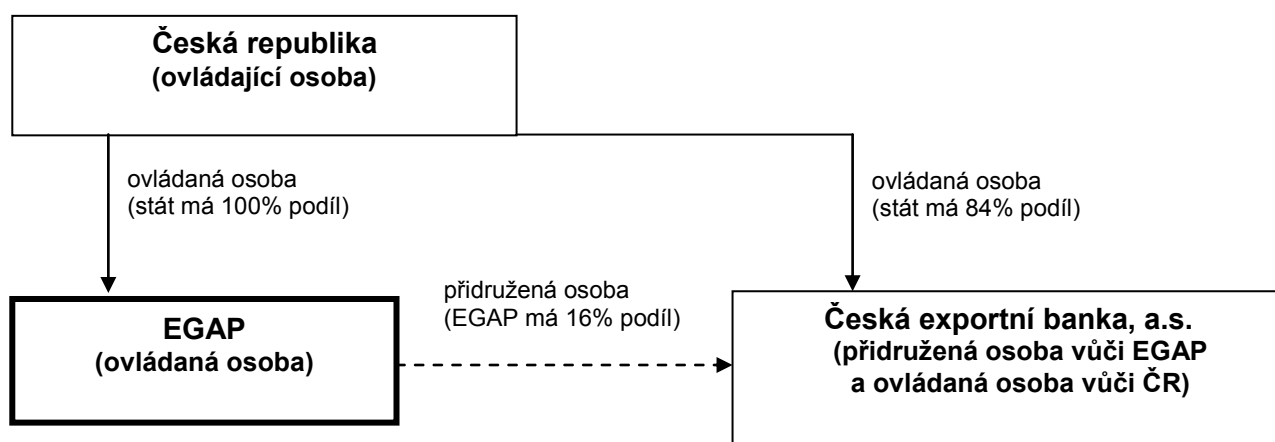 Česká republika
(ovládající osoba)
ovládaná osoba
(stát má 100% podíl)
ovládaná osoba
(stát má 84% podíl)
přidružená osoba
(EGAP má 16% podíl)
EGAP
(ovládaná osoba)
Česká exportní banka, a.s.
(přidružená osoba vůči EGAP
a ovládaná osoba vůči ČR)